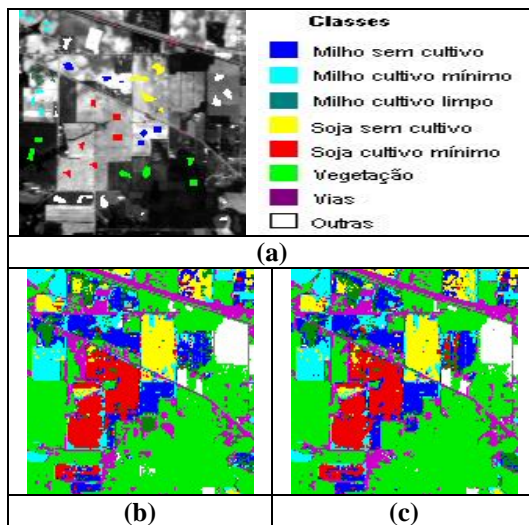 Classes
Milho sem cultivo
Milho cultivo mínimo
Milho cultivo limpo
Soja sem cultivo
Soja cultivo mínimo
Vegetação
Vias
Outras
(a)
(b)
(c)